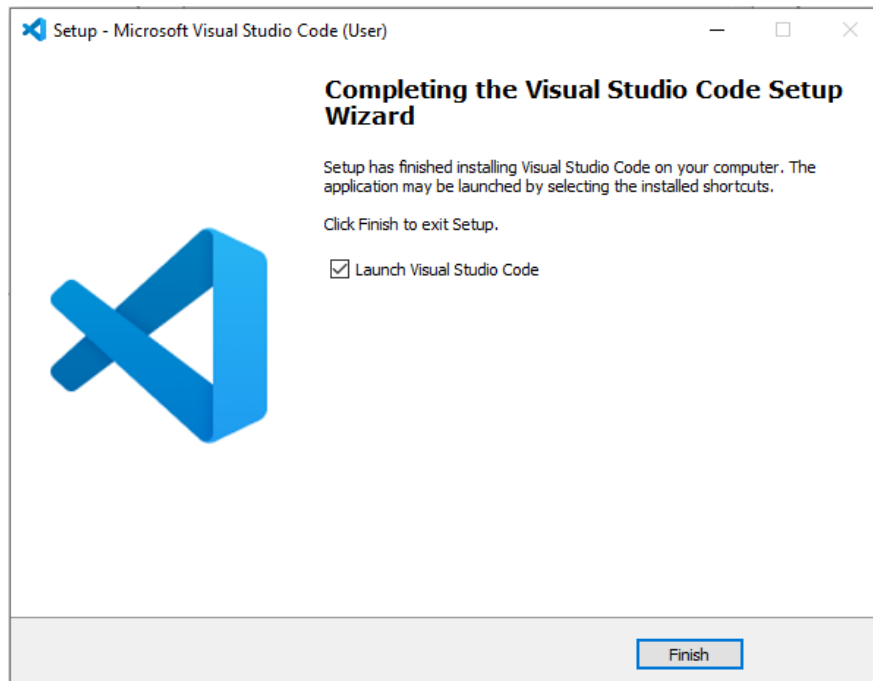 Setup - Microsoft Visual Studio Code (User)
Completing the Visual Studio Code Setup
Wizard
Setup has finished installing Visual Studio Code on your computer. The
application may be launched by selecting the installed shortcuts.
Click Finish to exit Setup.
Launch Visual Studio Code
Finish